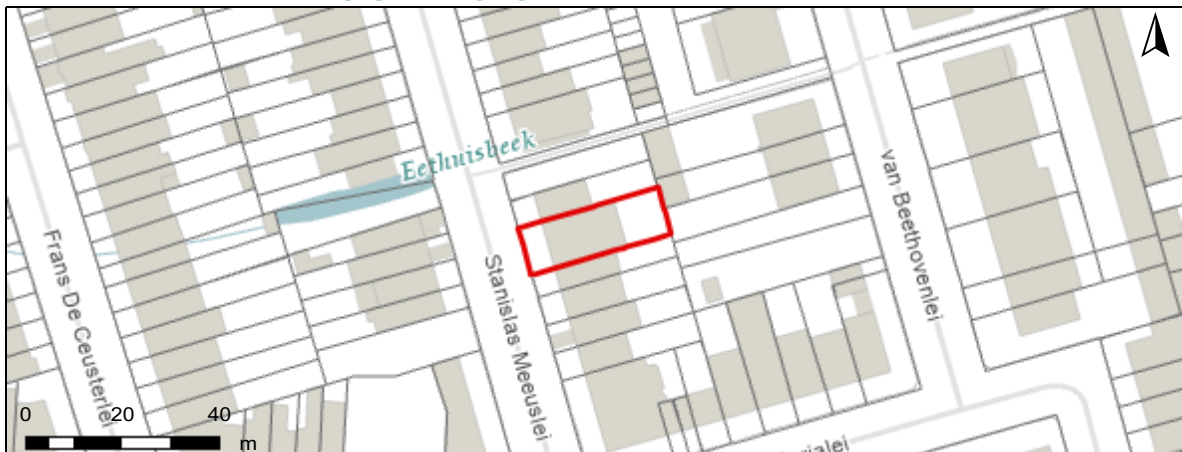 Eethuisbeek
Frans De Ceusterlei
Stanislas Meeuslei
van Beethovenlei
0 20 40
m